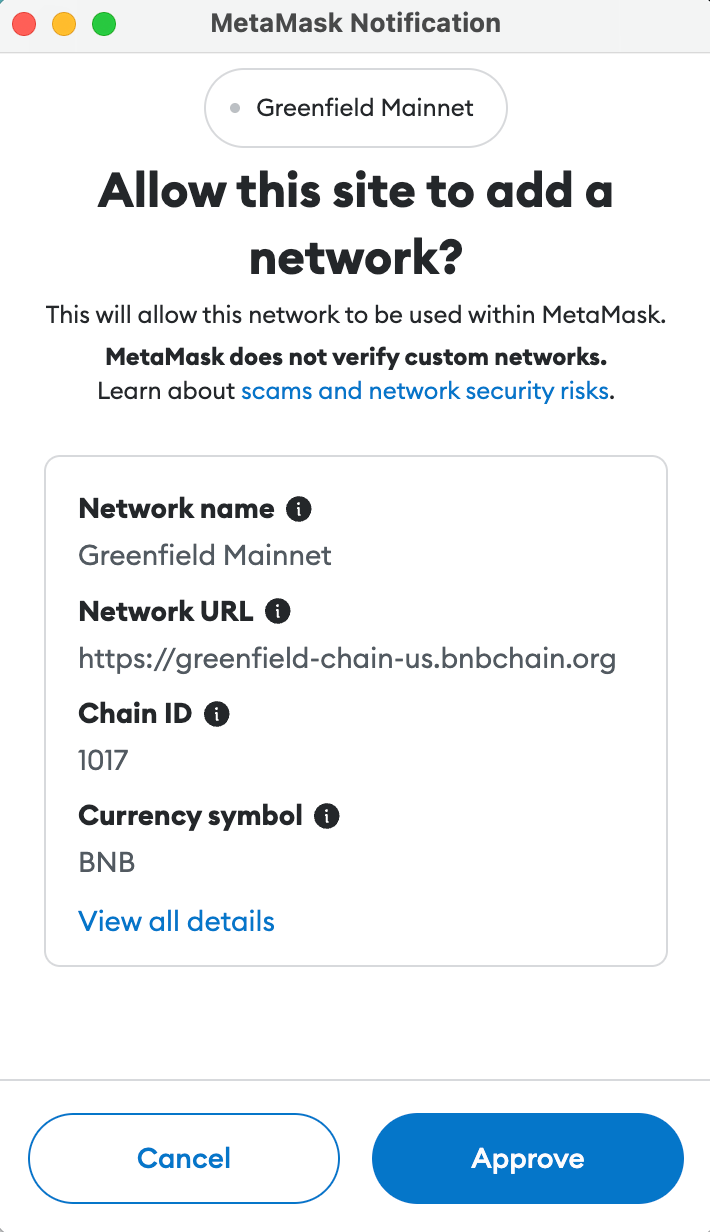 MetaMask Notification
Greenfield Mainnet
Allow this site to add a
network?
This will allow this network to be used within MetaMask.
MetaMask does not verify custom networks.
Learn about scams and network security risks.
Network name
Greenfield Mainnet
Network URL
https://greenfield-chain-us.bnbchain.org
Chain ID
1017
Currency symbol
BNB
View all details
Cancel
Approve